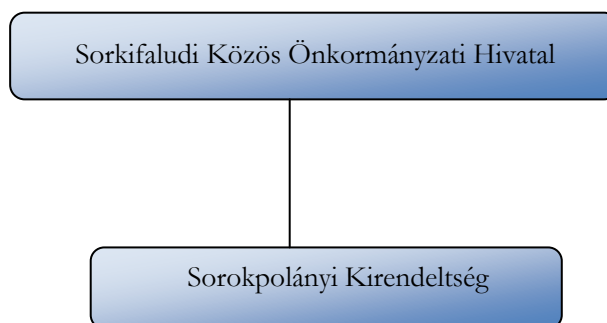 Sorkifaludi Közös Önkormányzati Hivatal
Sorokpolányi Kirendeltség